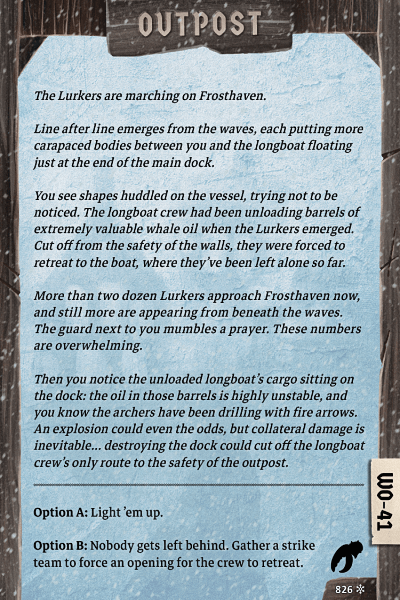 OUTPOST
The Lurkers are marching on Frosthaven.
Line after line emerges from the waves, each putting more
carapaced bodies between you and the longboat floating
just at the end of the main dock.
You see shapes huddled on the vessel, trying not to be
noticed. The longboat crew had been unloading barrels of
extremely valuable whale oil when the Lurkers emerged.
Cut off from the safety of the walls, they were forced to
retreat to the boat, where they've been left alone so far.
More than two dozen Lurkers approach Frosthaven now,
and still more are appearing from beneath the waves.
The guard next to you mumbles a prayer. These numbers
are overwhelming.
Then you notice the unloaded longboat's cargo sitting on
the dock: the oil in those barrels is highly unstable, and
you know the archers have been drilling with fire arrows.
An explosion could even the odds, but collateral damage is
inevitable... destroying the dock could cut off the longboat
crew's only route to the safety of the outpost.
Option A: Light 'em up.
Option B: Nobody gets left behind. Gather a strike
team to force an opening for the crew to retreat.
WO-41
826